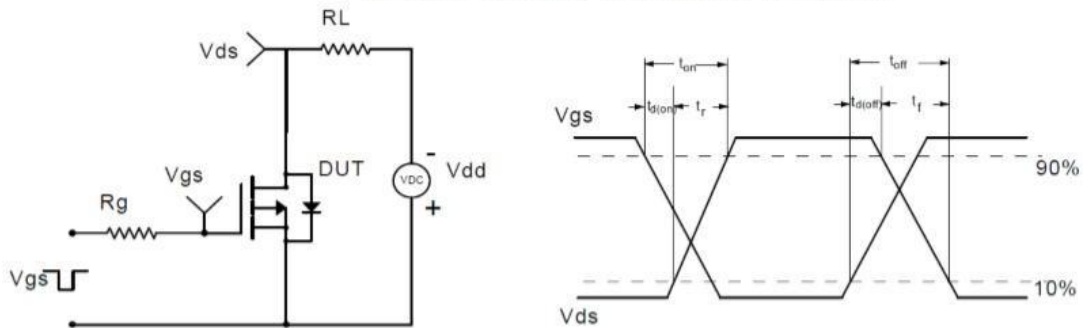 RL
Vds
Vgs
DUT
Rg
Vgs
VDC
-
Vdd
+
ton
toff
td(on)
tr
td(off)
tf
Vgs
90%
10%
Vds